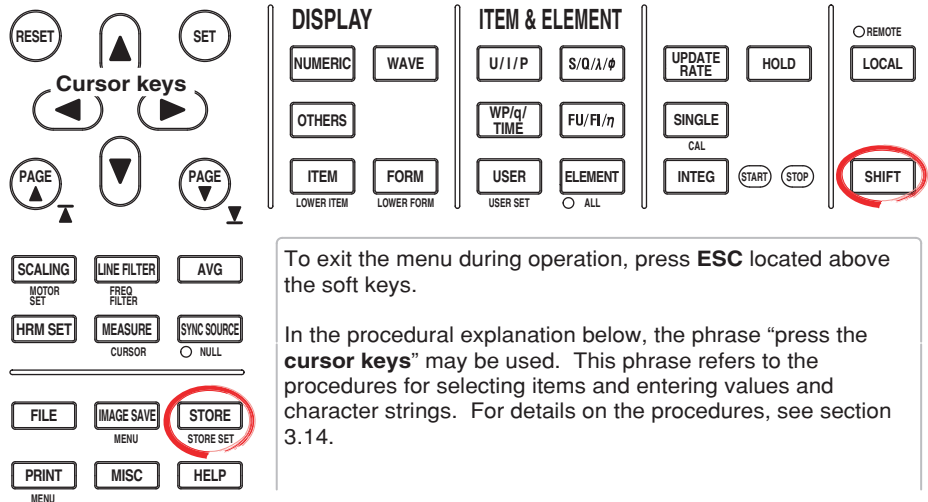 RESET
SET
Cursor keys
PAGE
PAGE
DISPLAY
NUMERIC
WAVE
OTHERS
ITEM
FORM
LOWER ITEM
LOWER FORM
ITEM & ELEMENT
U/I/P
S/Q/λ/ϕ
WP/q/
TIME
FU/FI/η
USER
ELEMENT
USER SET
ALL
UPDATE
RATE
HOLD
SINGLE
CAL
INTEG
START
STOP
REMOTE
LOCAL
SHIFT
SCALING
LINE FILTER
AVG
MOTOR
SET
FREQ
FILTER
HRM SET
MEASURE
SYNC SOURCE
CURSOR
NULL
FILE
IMAGE SAVE
STORE
MENU
STORE SET
PRINT
MISC
HELP
MENU
To exit the menu during operation, press ESC located above
the soft keys.
In the procedural explanation below, the phrase “press the
cursor keys” may be used. This phrase refers to the
procedures for selecting items and entering values and
character strings. For details on the procedures, see section
3.14.